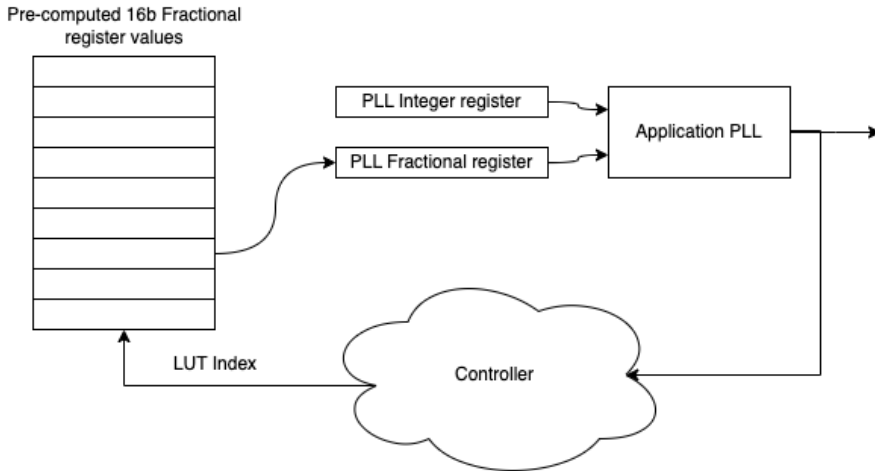 Pre-computed 16b Fractional
register values
PLL Integer register
Application PLL
PLL Fractional register
LUT Index
Controller